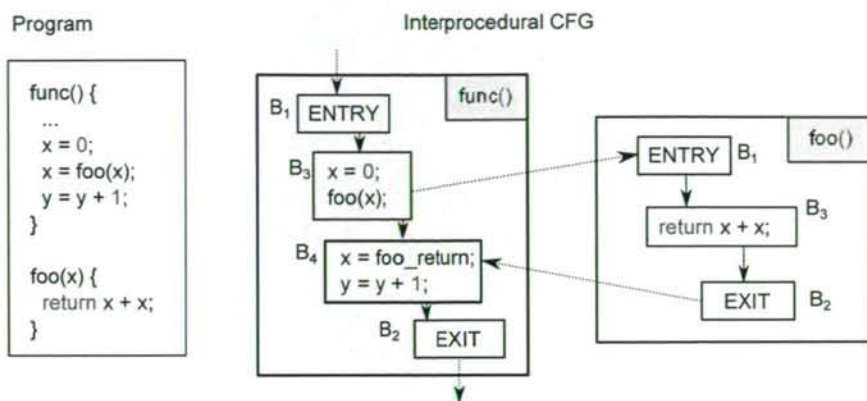 Program
Interprocedural CFG
func() {
...
x = 0;
x = foo(x);
y = y + 1;
}
foo(x) {
return x + x;
}
func()
B1
ENTRY
B3
x = 0;
foo(x);
B4
x = foo_return;
y = y + 1;
B2
EXIT
foo()
ENTRY
B1
B3
return x + x;
EXIT
B2